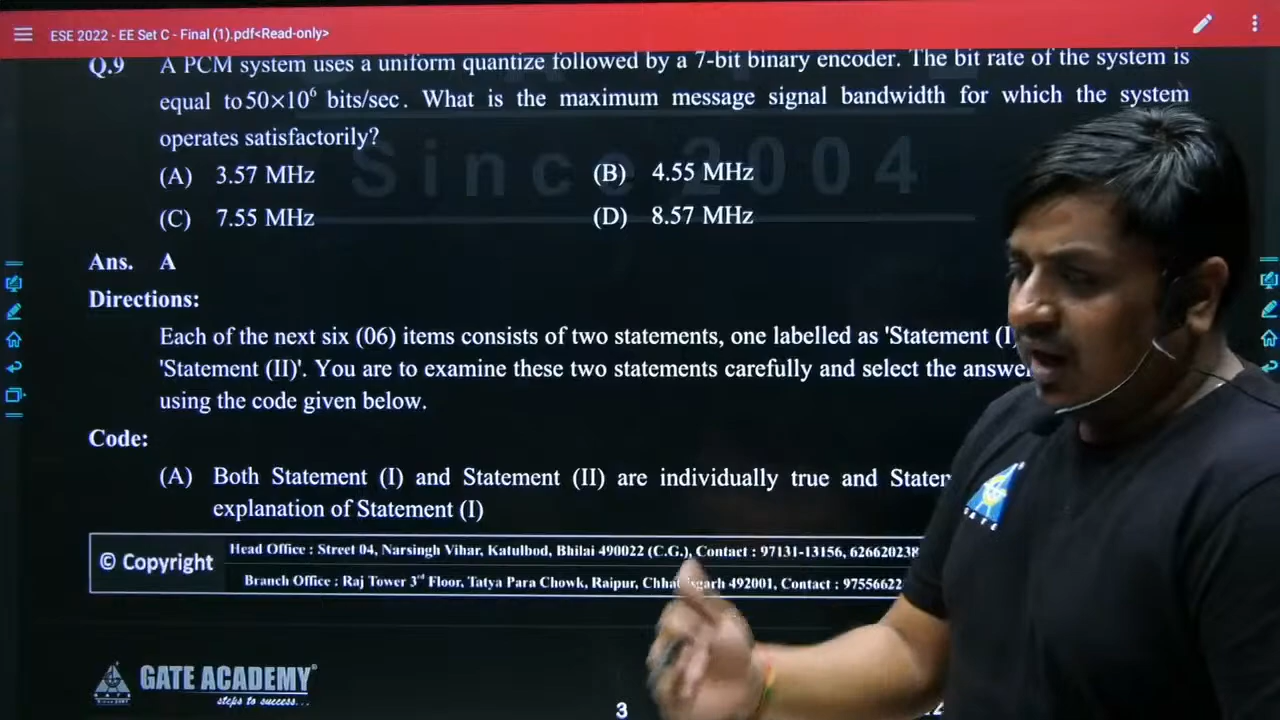 ESE 2022 - EE Set C - Final (1).pdf<Read-only>
Q.9 A PCM system uses a uniform quantize followed by a 7-bit binary encoder. The bit rate of the system is
equal to 50×10⁶ bits/sec. What is the maximum message signal bandwidth for which the system
operates satisfactorily?
Since 2004
(A) 3.57 MHz (B) 4.55 MHz
(C) 7.55 MHz (D) 8.57 MHz
Ans. A
Directions:
Each of the next six (06) items consists of two statements, one labelled as 'Statement (I
'Statement (II)'. You are to examine these two statements carefully and select the answer
using the code given below.
Code:
(A) Both Statement (I) and Statement (II) are individually true and
explanation of Statement (I)
© Copyright
Head Office : Street 04, Narsingh Vihar, Katulbod, Bhilai 490022 (C.G.), Contact : 97131-13156, 626620238
Branch Office : Raj Tower 3rd Floor, Tatya Para Chowk, Raipur, Chhattisgarh 492001, Contact : 97556622
GATE ACADEMY®
steps to success...
3
GATE